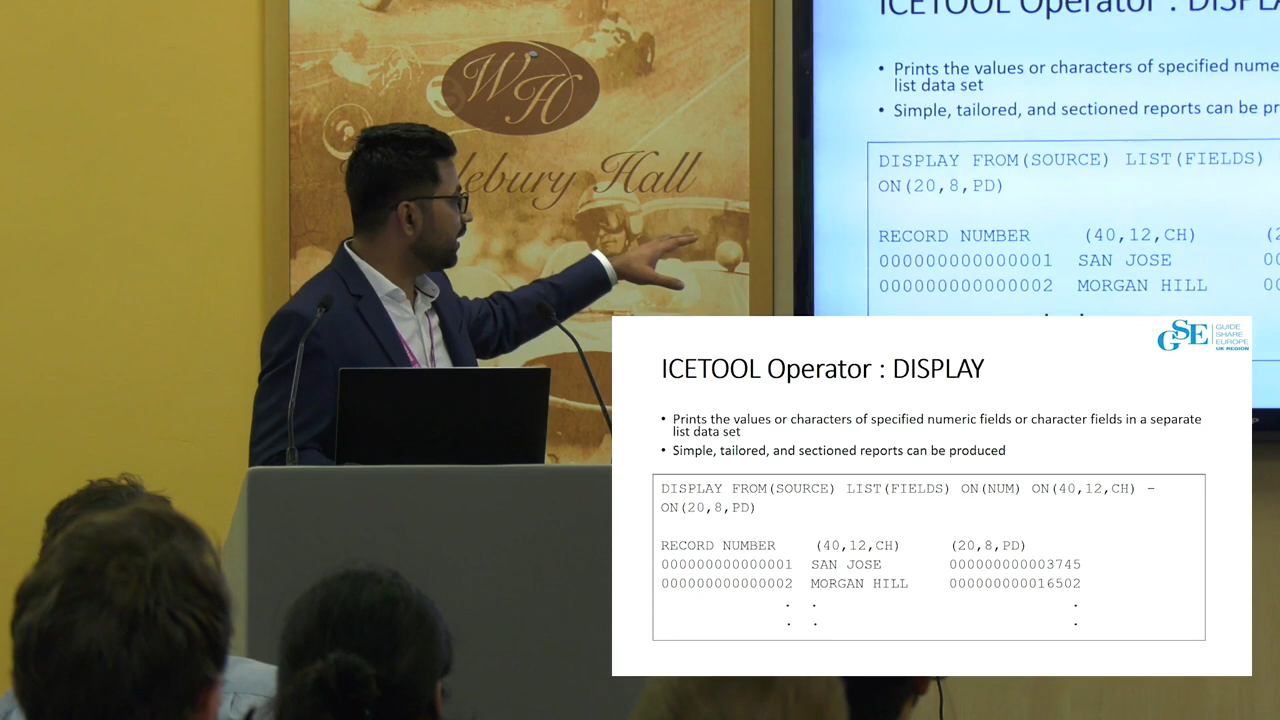 WH
lebury Hall
ICETOOL Operator : DISPL
• Prints the values or characters of specified nume
list data set
• Simple, tailored, and sectioned reports can be pr
DISPLAY FROM(SOURCE) LIST(FIELDS)
ON(20,8,PD)
RECORD NUMBER (40,12,CH) (2
000000000000001 SAN JOSE 00
000000000000002 MORGAN HILL 00
GSE GUIDE
SHARE
EUROPE
UK REGION
ICETOOL Operator : DISPLAY
• Prints the values or characters of specified numeric fields or character fields in a separate
list data set
• Simple, tailored, and sectioned reports can be produced
DISPLAY FROM(SOURCE) LIST(FIELDS) ON(NUM) ON(40,12,CH) –
ON(20,8,PD)
RECORD NUMBER (40,12,CH) (20,8,PD)
000000000000001 SAN JOSE 000000000003745
000000000000002 MORGAN HILL 000000000016502
. . .
. . .